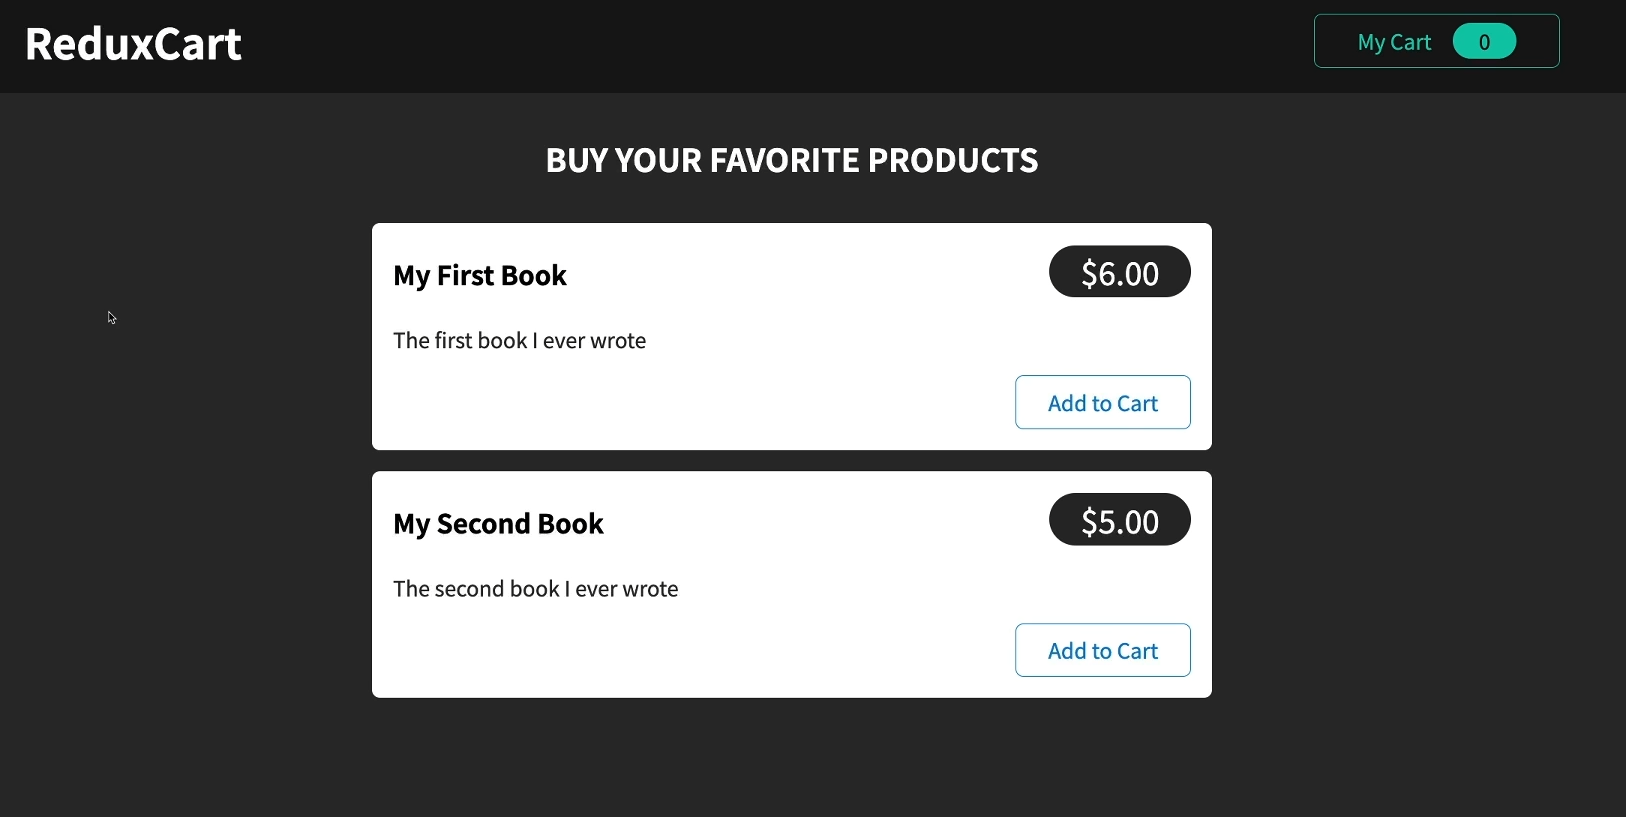 ReduxCart
My Cart 0
BUY YOUR FAVORITE PRODUCTS
My First Book
$6.00
The first book I ever wrote
Add to Cart
My Second Book
$5.00
The second book I ever wrote
Add to Cart